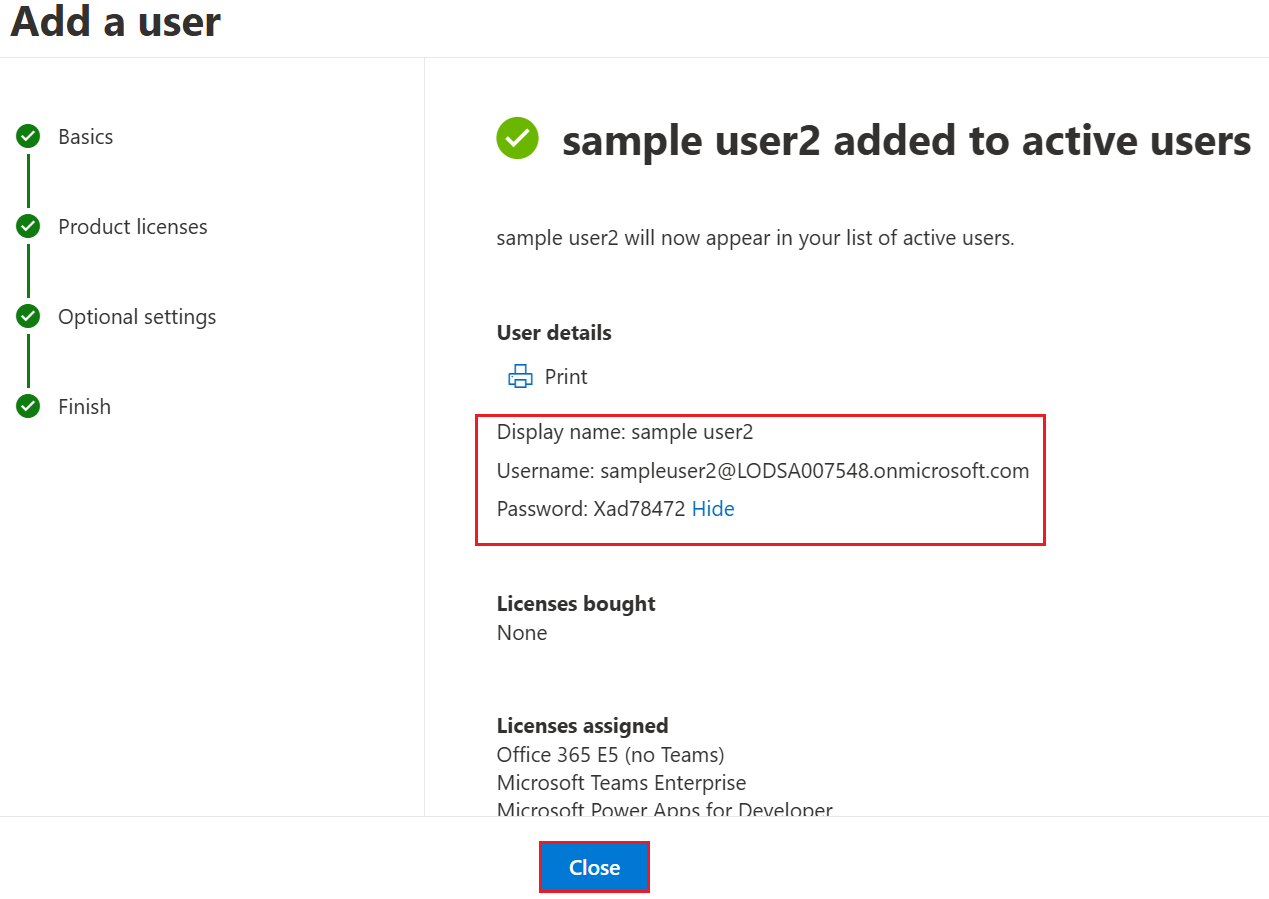 Add a user
Basics
Product licenses
Optional settings
Finish
sample user2 added to active users
sample user2 will now appear in your list of active users.
User details
Print
Display name: sample user2
Username: sampleuser2@LODSA007548.onmicrosoft.com
Password: Xad78472 Hide
Licenses bought
None
Licenses assigned
Office 365 E5 (no Teams)
Microsoft Teams Enterprise
Microsoft Power Apps for Developer
Close